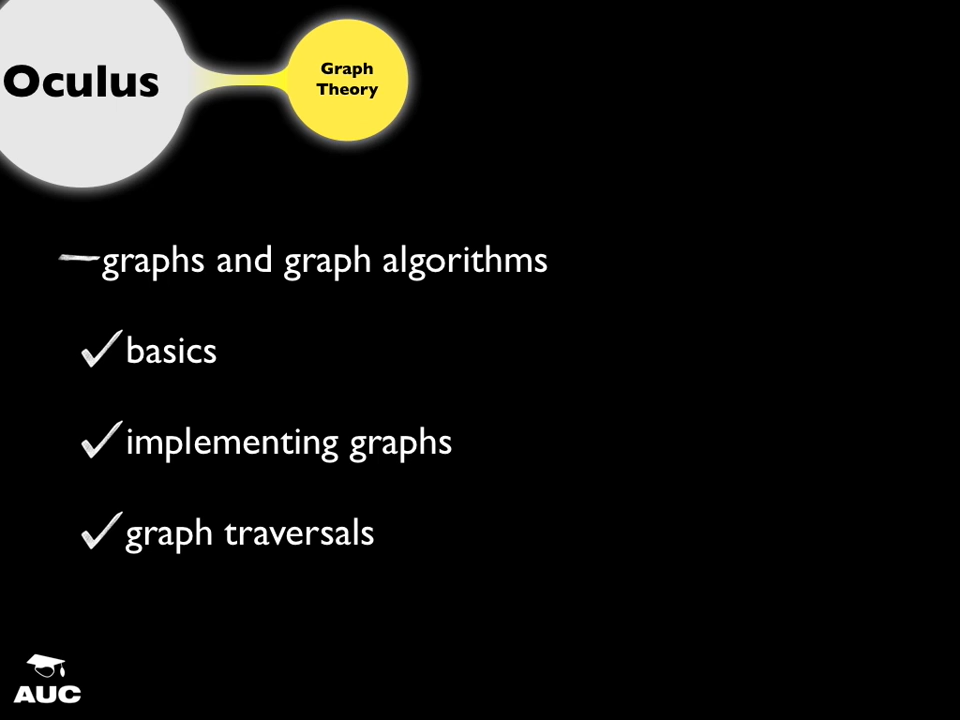 Oculus
Graph
Theory
graphs and graph algorithms
basics
implementing graphs
graph traversals
AUC